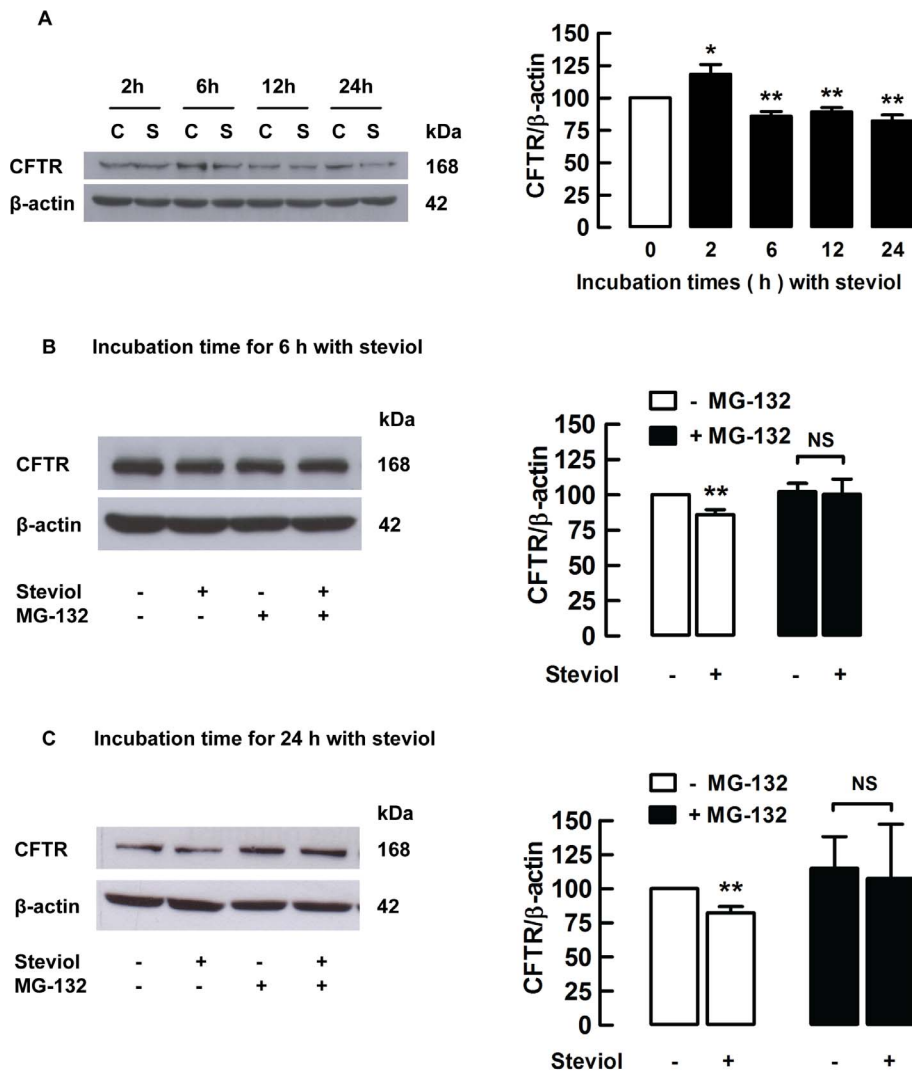 A
2h 6h 12h 24h
C S C S C S C S kDa
CFTR 168
β-actin 42
CFTR/β-actin
150
125
100
75
50
25
0
* ** ** **
0 2 6 12 24
Incubation times ( h ) with steviol
B Incubation time for 6 h with steviol
kDa
CFTR 168
β-actin 42
Steviol - + - +
MG-132 - - + +
- MG-132
+ MG-132
CFTR/β-actin
150
125
100
75
50
25
0
**
NS
Steviol - + - +
C Incubation time for 24 h with steviol
kDa
CFTR 168
β-actin 42
Steviol - + - +
MG-132 - - + +
- MG-132
+ MG-132
CFTR/β-actin
150
125
100
75
50
25
0
**
NS
Steviol - + - +